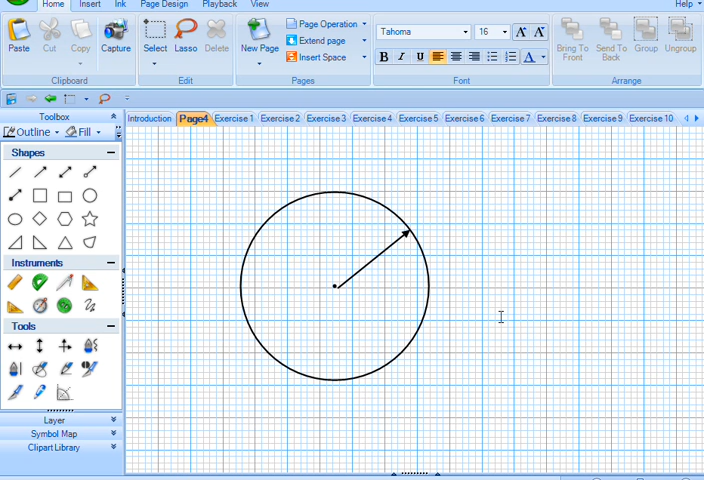 Home Insert Ink Page Design Playback View Help
Paste Cut Copy Capture Select Lasso Delete New Page Page Operation Tahoma 16 Bring To Front Send To Back Group Ungroup
Extend page
Insert Space B I U A
Clipboard Edit Pages Font Arrange
Toolbox Introduction Page4 Exercise 1 Exercise 2 Exercise 3 Exercise 4 Exercise 5 Exercise 6 Exercise 7 Exercise 8 Exercise 9 Exercise 10
Outline Fill
Shapes
Instruments
Tools
Layer
Symbol Map
Clipart Library